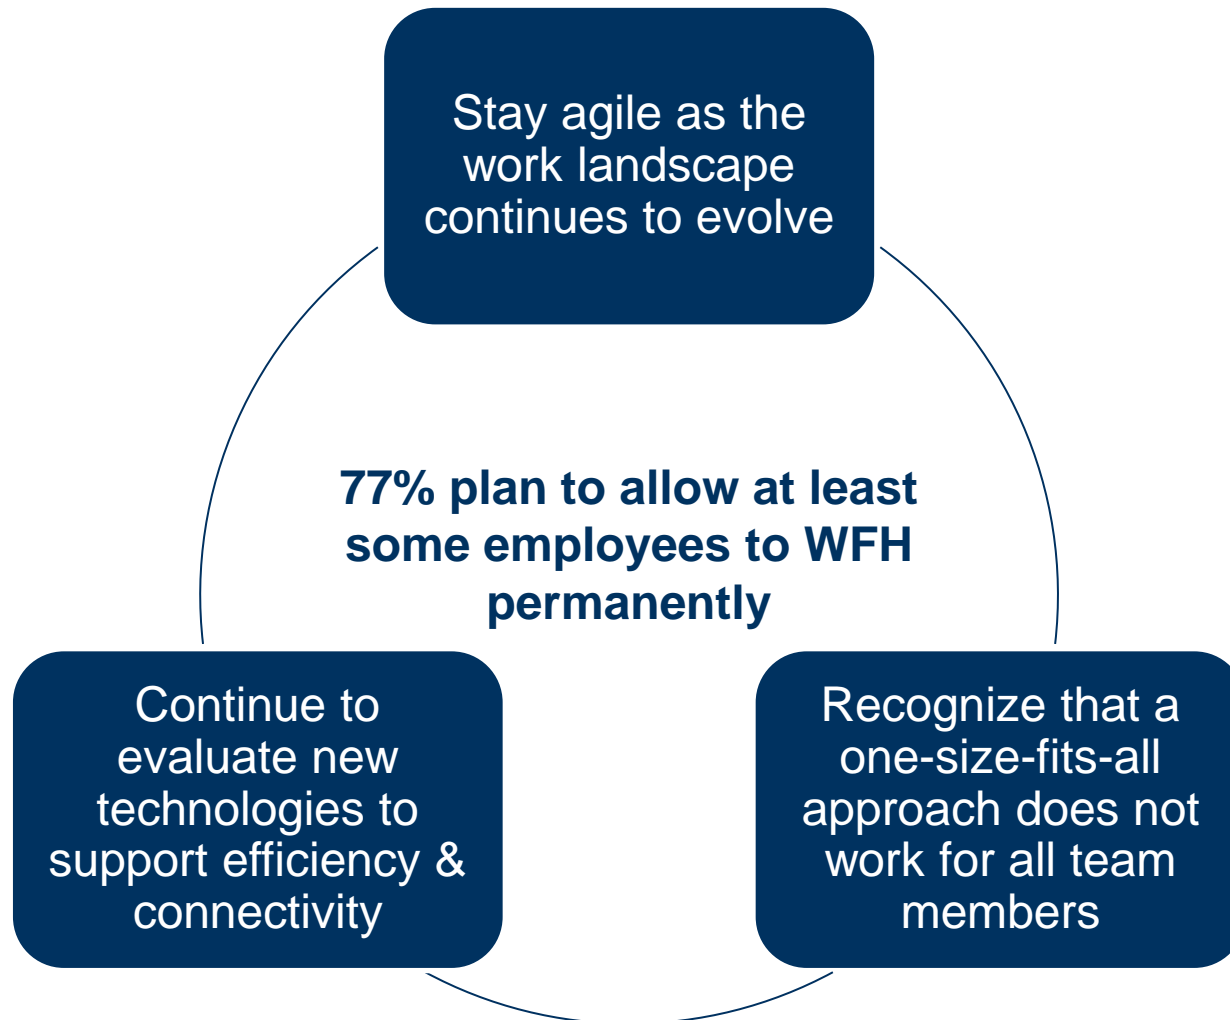 Stay agile as the
work landscape
continues to evolve
77% plan to allow at least
some employees to WFH
permanently
Continue to
evaluate new
technologies to
support efficiency &
connectivity
Recognize that a
one-size-fits-all
approach does not
work for all team
members